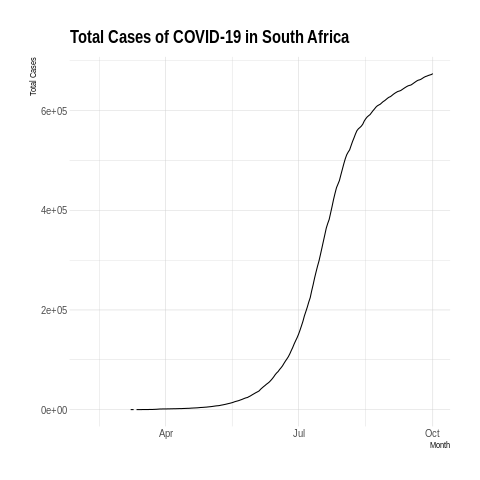 Total Cases of COVID-19 in South Africa
Total Cases
6e+05
4e+05
2e+05
0e+00
Apr Jul Oct
Month